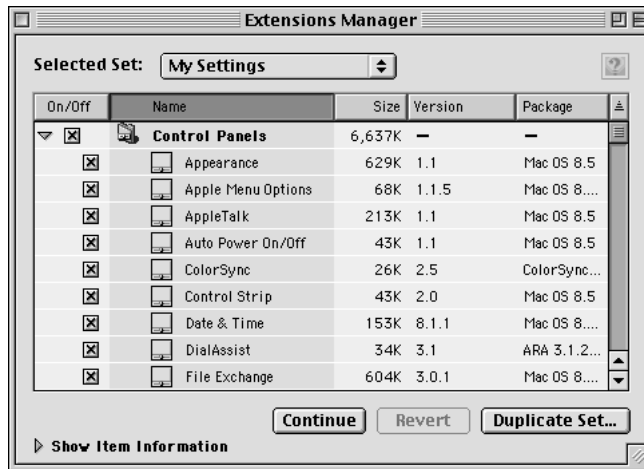 Extensions Manager
Selected Set: My Settings
?
On/Off Name Size Version Package
Control Panels 6,637K — —
Appearance 629K 1.1 Mac OS 8.5
Apple Menu Options 68K 1.1.5 Mac OS 8....
AppleTalk 213K 1.1 Mac OS 8.5
Auto Power On/Off 43K 1.1 Mac OS 8.5
ColorSync 26K 2.5 ColorSync...
Control Strip 43K 2.0 Mac OS 8.5
Date & Time 153K 8.1.1 Mac OS 8....
DialAssist 34K 3.1 ARA 3.1.2...
File Exchange 604K 3.0.1 Mac OS 8....
Continue Revert Duplicate Set...
Show Item Information